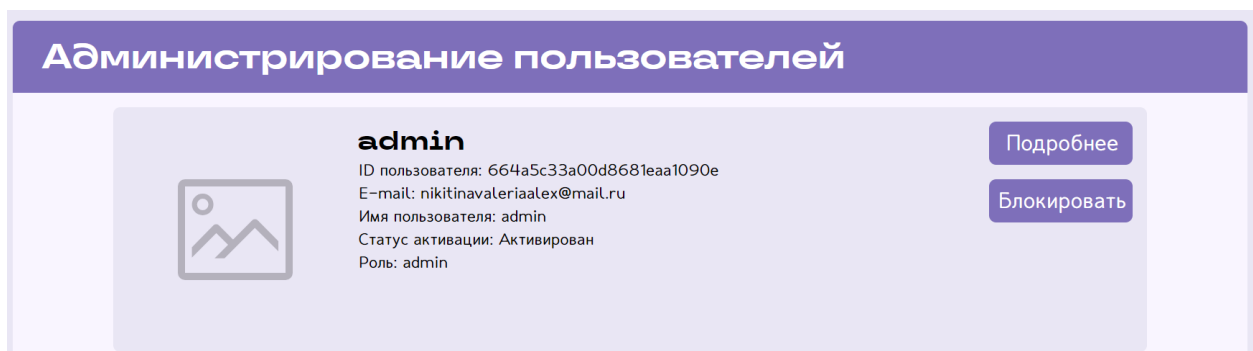 Администрирование пользователей
admin
ID пользователя: 664a5c33a00d8681eaa1090e
E-mail: nikitinavaleriaalex@mail.ru
Имя пользователя: admin
Статус активации: Активирован
Роль: admin
Подробнее
Блокировать